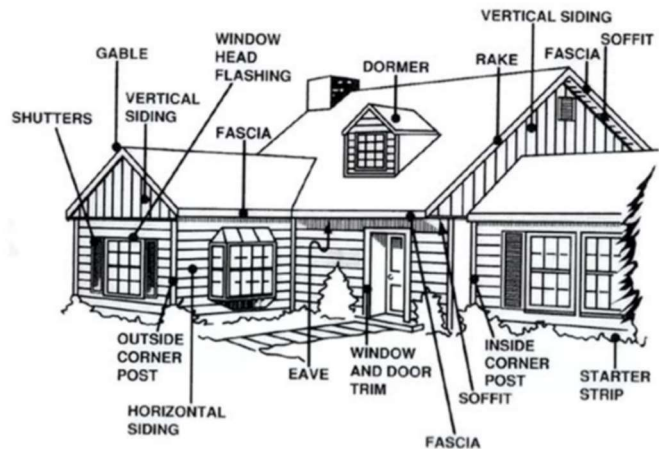 VERTICAL SIDING
SOFFIT
WINDOW
HEAD
FLASHING
GABLE
DORMER
RAKE
FASCIA
VERTICAL
SIDING
SHUTTERS
FASCIA
OUTSIDE
CORNER
POST
EAVE
WINDOW
AND DOOR
TRIM
INSIDE
CORNER
POST
STARTER
STRIP
SOFFIT
HORIZONTAL
SIDING
FASCIA